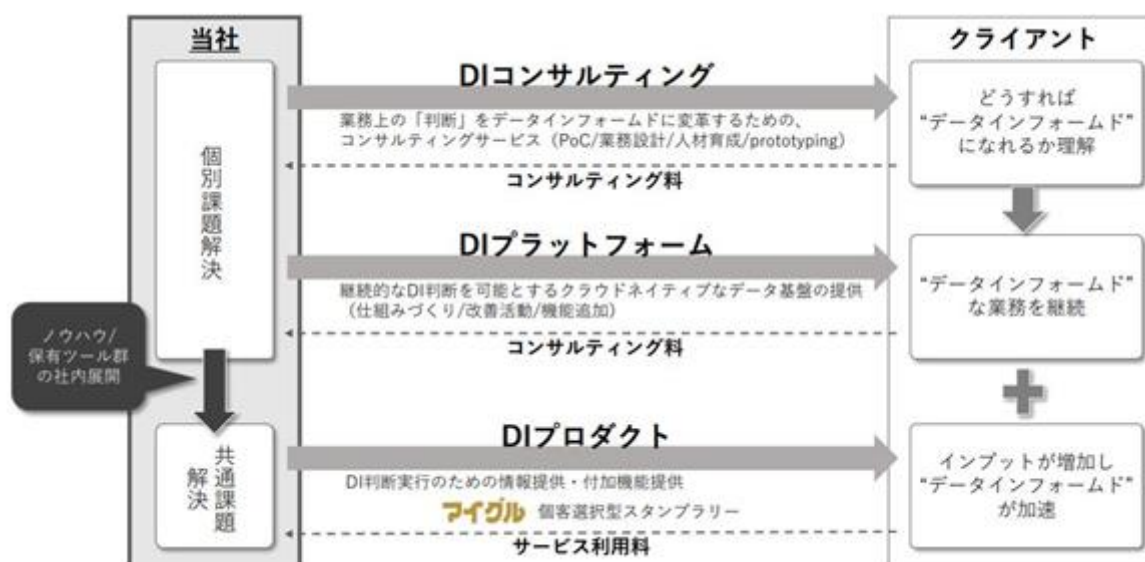 当社
クライアント
DIコンサルティング
業務上の「判断」をデータインフォームドに変革するための、
コンサルティングサービス（PoC/業務設計/人材育成/prototyping）
コンサルティング料
個別課題解決
どうすれば
“データインフォームド”
になれるか理解
DIプラットフォーム
継続的なDI判断を可能とするクラウドネイティブなデータ基盤の提供
（仕組みづくり/改善活動/機能追加）
コンサルティング料
“データインフォームド”
な業務を継続
ノウハウ/
保有ツール群
の社内展開
DIプロダクト
DI判断実行のための情報提供・付加機能提供
マイグル 個客選択型スタンプラリー
サービス利用料
共通課題
解決
インプットが増加し
“データインフォームド”
が加速